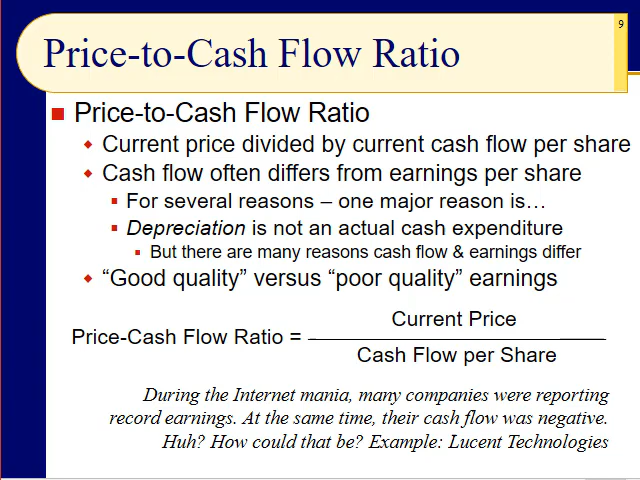 9
Price-to-Cash Flow Ratio
Price-to-Cash Flow Ratio
Current price divided by current cash flow per share
Cash flow often differs from earnings per share
For several reasons – one major reason is…
Depreciation is not an actual cash expenditure
But there are many reasons cash flow & earnings differ
“Good quality” versus “poor quality” earnings
Current Price
Price-Cash Flow Ratio =
Cash Flow per Share
During the Internet mania, many companies were reporting
record earnings. At the same time, their cash flow was negative.
Huh? How could that be? Example: Lucent Technologies